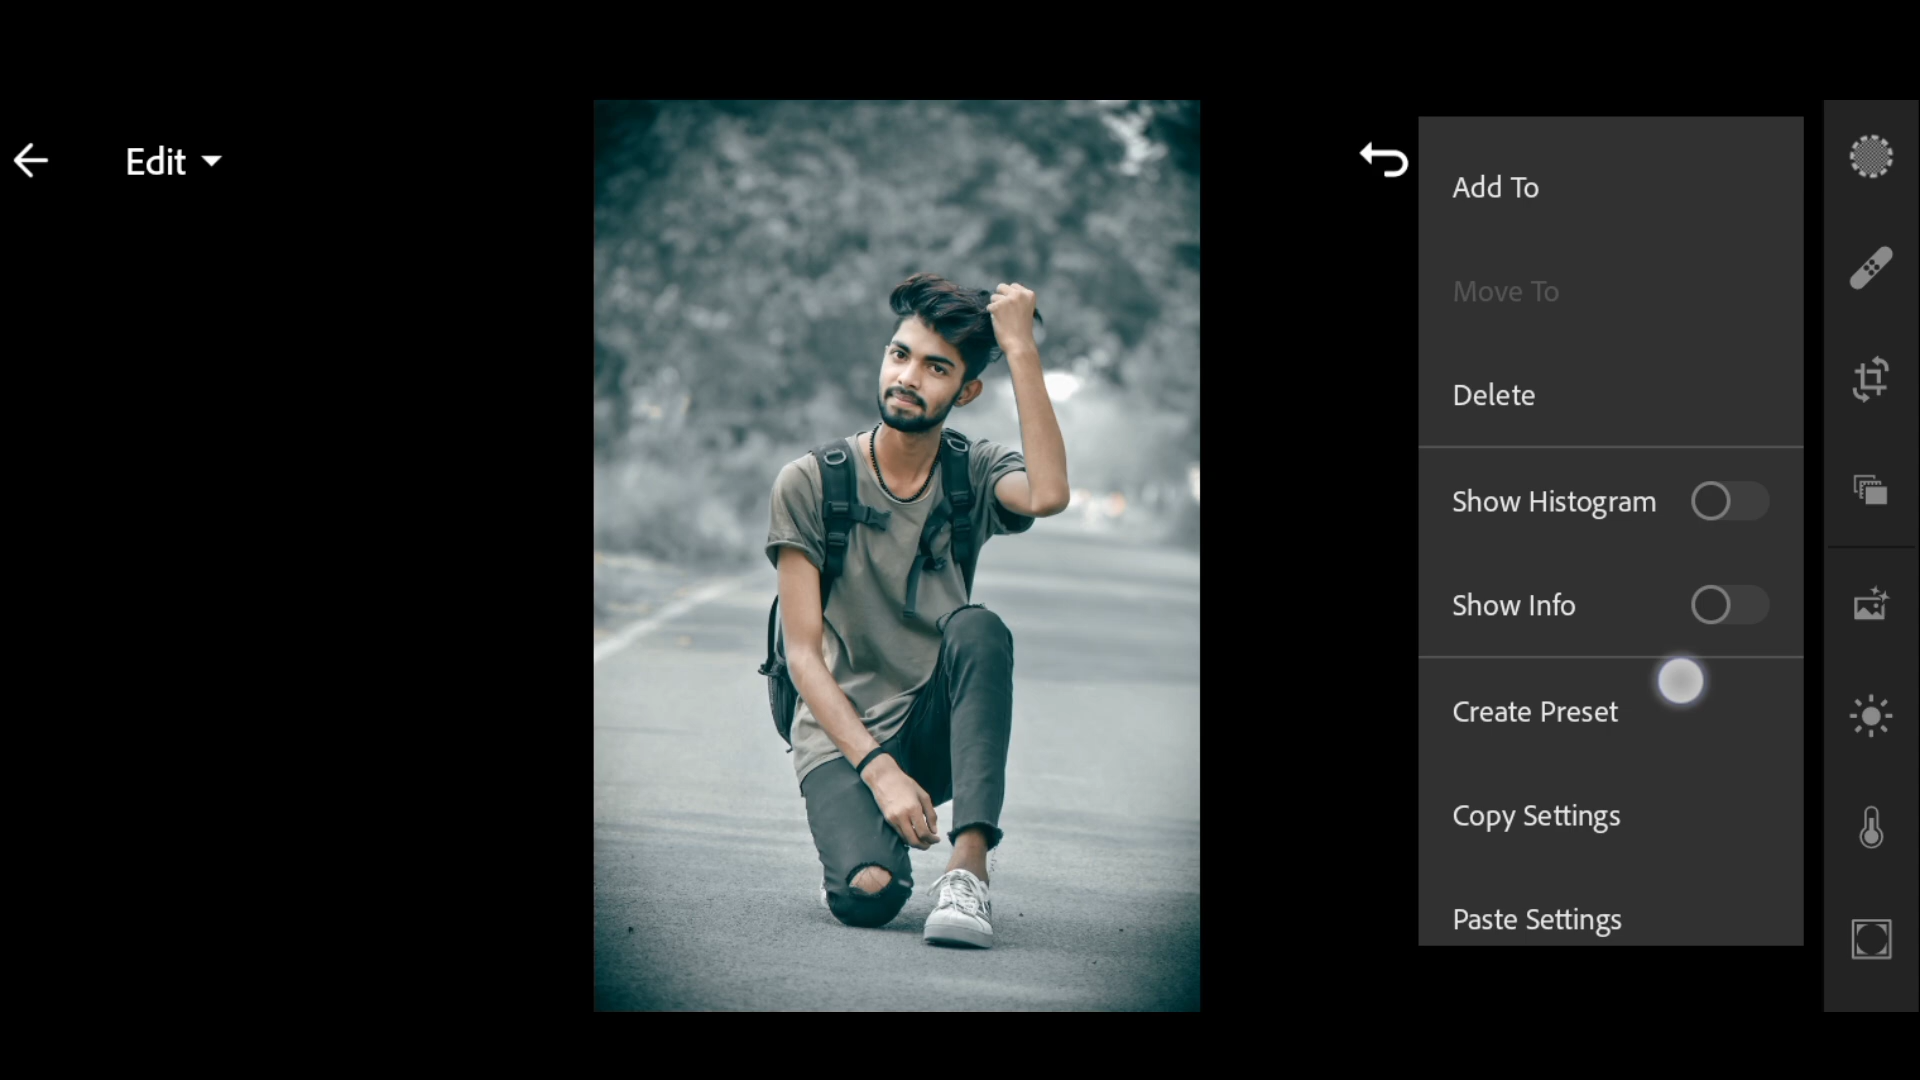 Edit
Add To
Move To
Delete
Show Histogram
Show Info
Create Preset
Copy Settings
Paste Settings